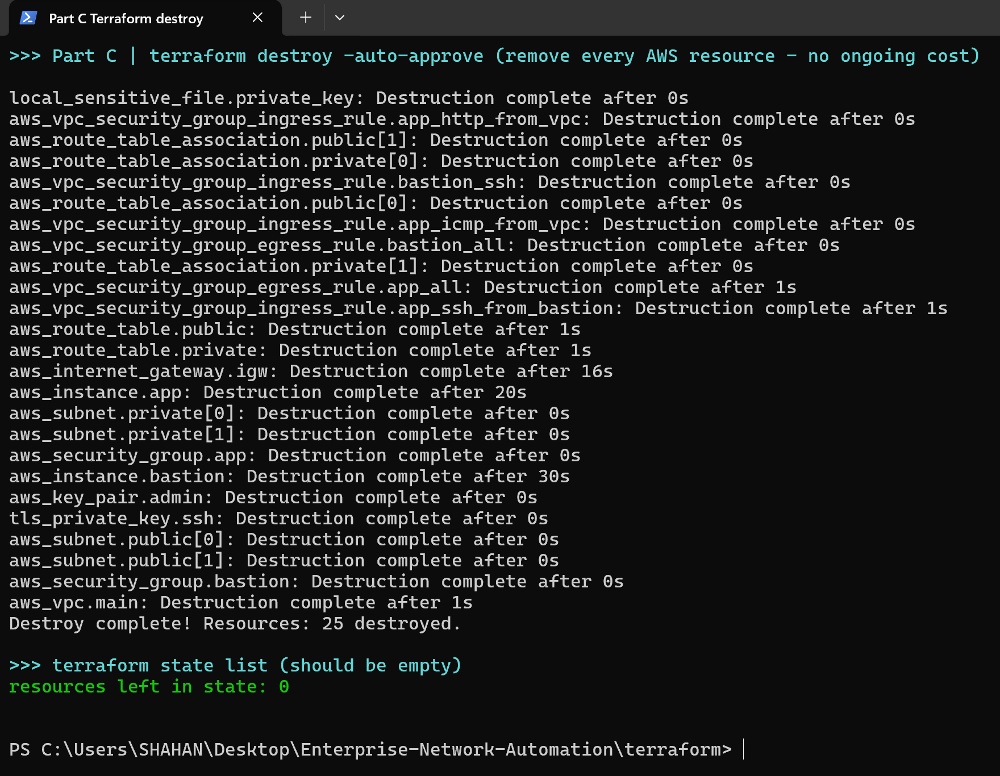 Part C Terraform destroy
>>> Part C | terraform destroy -auto-approve (remove every AWS resource - no ongoing cost)
local_sensitive_file.private_key: Destruction complete after 0s
aws_vpc_security_group_ingress_rule.app_http_from_vpc: Destruction complete after 0s
aws_route_table_association.public[1]: Destruction complete after 0s
aws_route_table_association.private[0]: Destruction complete after 0s
aws_vpc_security_group_ingress_rule.bastion_ssh: Destruction complete after 0s
aws_route_table_association.public[0]: Destruction complete after 0s
aws_vpc_security_group_ingress_rule.app_icmp_from_vpc: Destruction complete after 0s
aws_vpc_security_group_egress_rule.bastion_all: Destruction complete after 0s
aws_route_table_association.private[1]: Destruction complete after 0s
aws_vpc_security_group_egress_rule.app_all: Destruction complete after 1s
aws_vpc_security_group_ingress_rule.app_ssh_from_bastion: Destruction complete after 1s
aws_route_table.public: Destruction complete after 1s
aws_route_table.private: Destruction complete after 1s
aws_internet_gateway.igw: Destruction complete after 16s
aws_instance.app: Destruction complete after 20s
aws_subnet.private[0]: Destruction complete after 0s
aws_subnet.private[1]: Destruction complete after 0s
aws_security_group.app: Destruction complete after 0s
aws_instance.bastion: Destruction complete after 30s
aws_key_pair.admin: Destruction complete after 0s
tls_private_key.ssh: Destruction complete after 0s
aws_subnet.public[0]: Destruction complete after 0s
aws_subnet.public[1]: Destruction complete after 0s
aws_security_group.bastion: Destruction complete after 0s
aws_vpc.main: Destruction complete after 1s
Destroy complete! Resources: 25 destroyed.
>>> terraform state list (should be empty)
resources left in state: 0
PS C:\Users\SHAHAN\Desktop\Enterprise-Network-Automation\terraform>